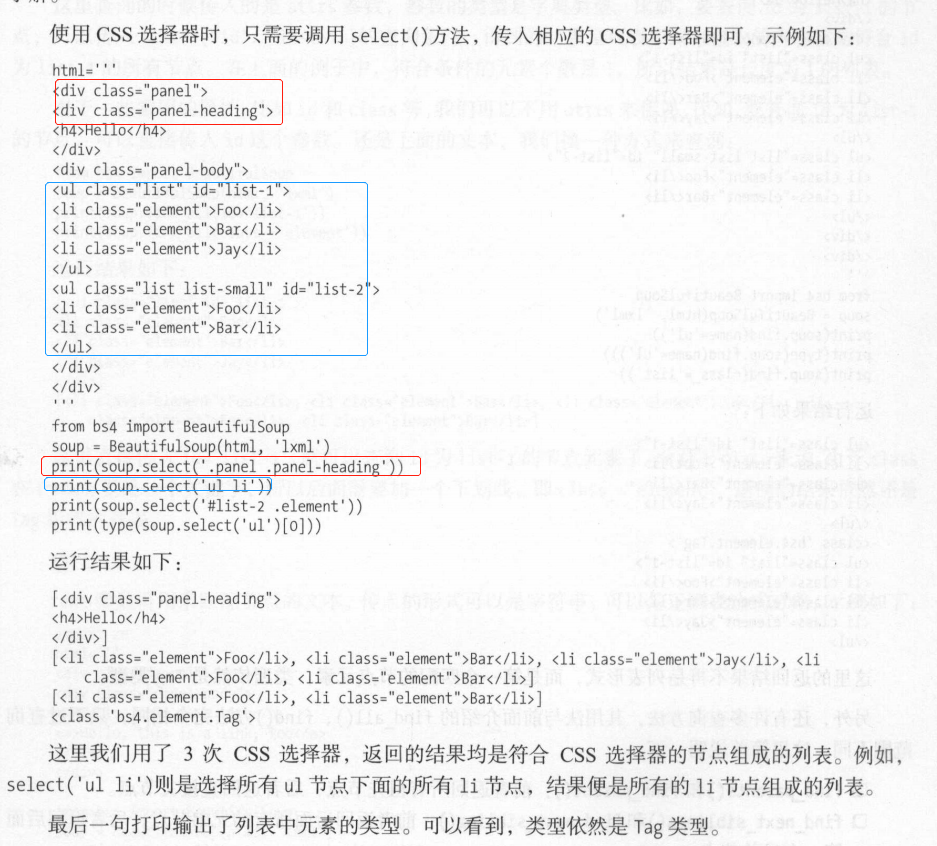 使用 CSS 选择器时，只需要调用 select()方法，传入相应的 CSS 选择器即可，示例如下：
html='''
<div class="panel">
<div class="panel-heading">
<h4>Hello</h4>
</div>
<div class="panel-body">
<ul class="list" id="list-1">
<li class="element">Foo</li>
<li class="element">Bar</li>
<li class="element">Jay</li>
</ul>
<ul class="list list-small" id="list-2">
<li class="element">Foo</li>
<li class="element">Bar</li>
</ul>
</div>
</div>
'''
from bs4 import BeautifulSoup
soup = BeautifulSoup(html, 'lxml')
print(soup.select('.panel .panel-heading'))
print(soup.select('ul li'))
print(soup.select('#list-2 .element'))
print(type(soup.select('ul')[0]))
运行结果如下：
[<div class="panel-heading">
<h4>Hello</h4>
</div>]
[<li class="element">Foo</li>, <li class="element">Bar</li>, <li class="element">Jay</li>, <li
class="element">Foo</li>, <li class="element">Bar</li>]
[<li class="element">Foo</li>, <li class="element">Bar</li>]
<class 'bs4.element.Tag'>
这里我们用了 3 次 CSS 选择器，返回的结果均是符合 CSS 选择器的节点组成的列表。例如，
select('ul li')则是选择所有 ul 节点下面的所有 li 节点，结果便是所有的 li 节点组成的列表。
最后一句打印输出了列表中元素的类型。可以看到，类型依然是 Tag 类型。